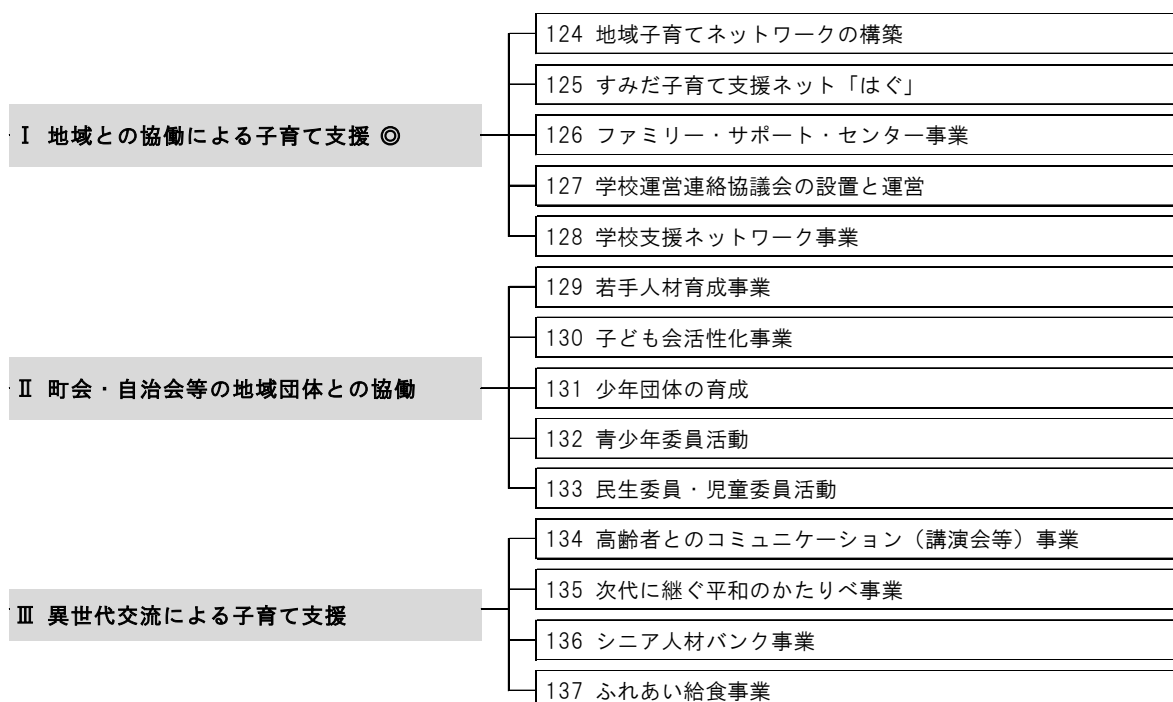 Ⅰ 地域との協働による子育て支援 ◎
124 地域子育てネットワークの構築
125 すみだ子育て支援ネット「はぐ」
126 ファミリー・サポート・センター事業
127 学校運営連絡協議会の設置と運営
128 学校支援ネットワーク事業
Ⅱ 町会・自治会等の地域団体との協働
129 若手人材育成事業
130 子ども会活性化事業
131 少年団体の育成
132 青少年委員活動
133 民生委員・児童委員活動
Ⅲ 異世代交流による子育て支援
134 高齢者とのコミュニケーション（講演会等）事業
135 次代に継ぐ平和のかたりべ事業
136 シニア人材バンク事業
137 ふれあい給食事業